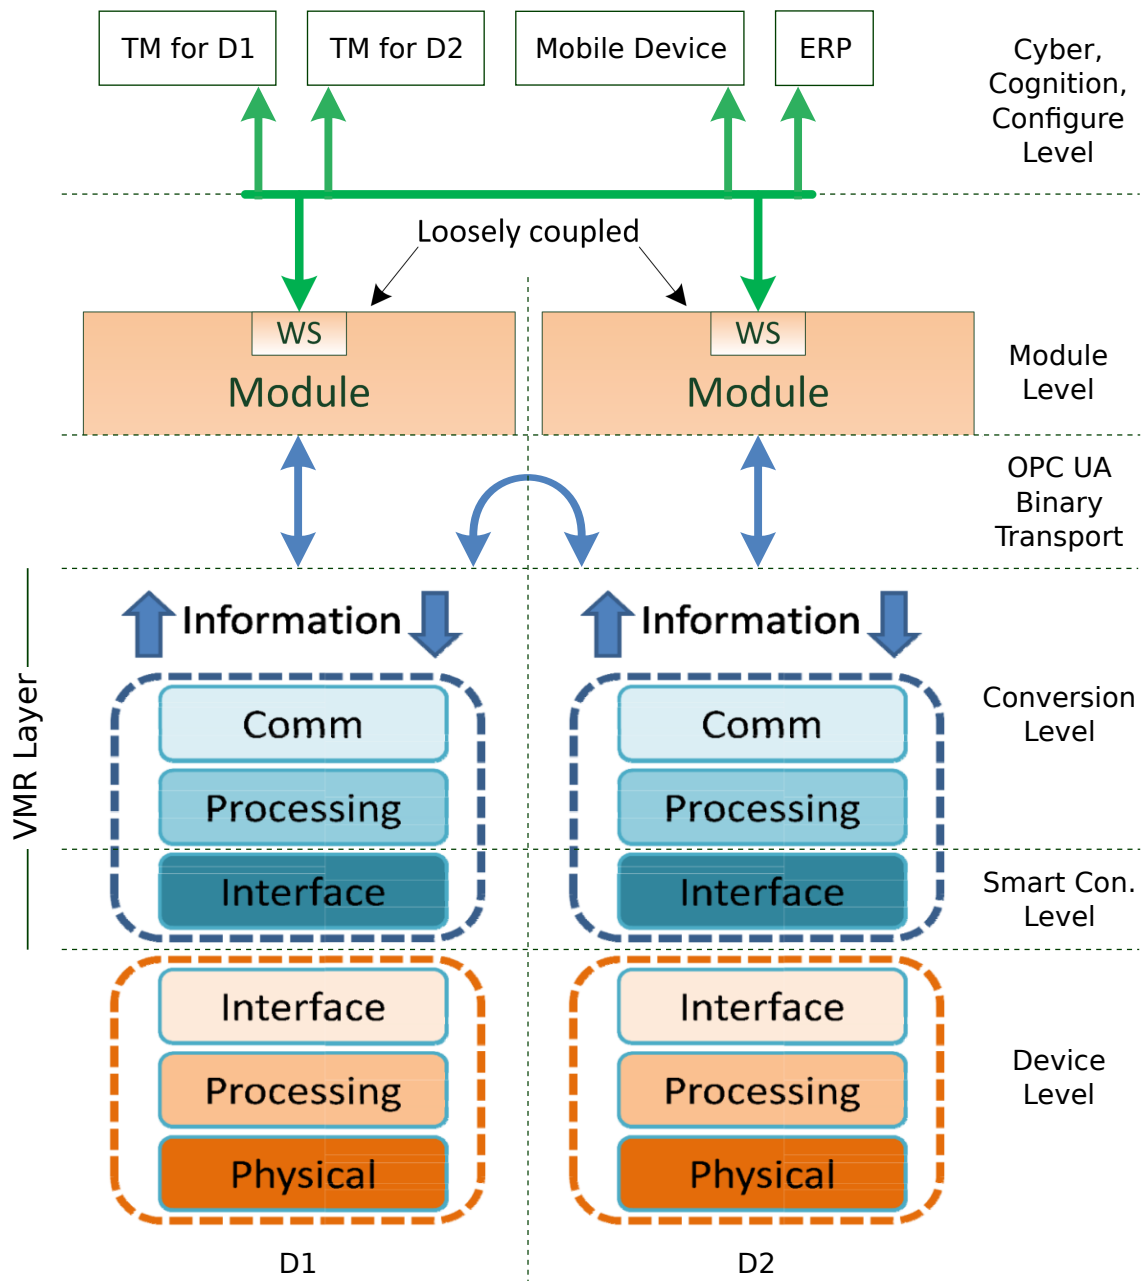 TM for D1
TM for D2
Mobile Device
ERP
Cyber,
Cognition,
Configure
Level
Loosely coupled
WS
Module
WS
Module
Module
Level
OPC UA
Binary
Transport
VMR Layer
Information
Information
Comm
Comm
Conversion
Level
Processing
Processing
Interface
Interface
Smart Con.
Level
Interface
Interface
Processing
Processing
Device
Level
Physical
Physical
D1
D2